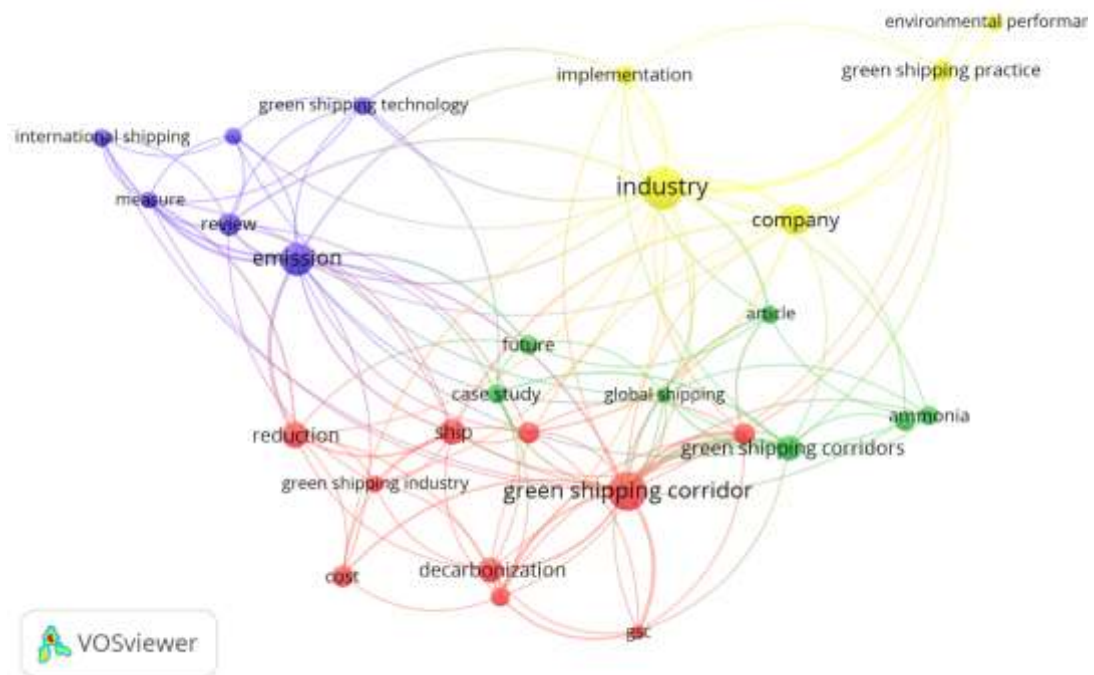 environmental performar
green shipping practice
implementation
green shipping technology
international shipping
industry
measure
company
review
emission
article
future
case study
global shipping
ammonia
reduction
ship
green shipping corridors
green shipping industry
green shipping corridor
decarbonization
cost
gsc
VOSviewer